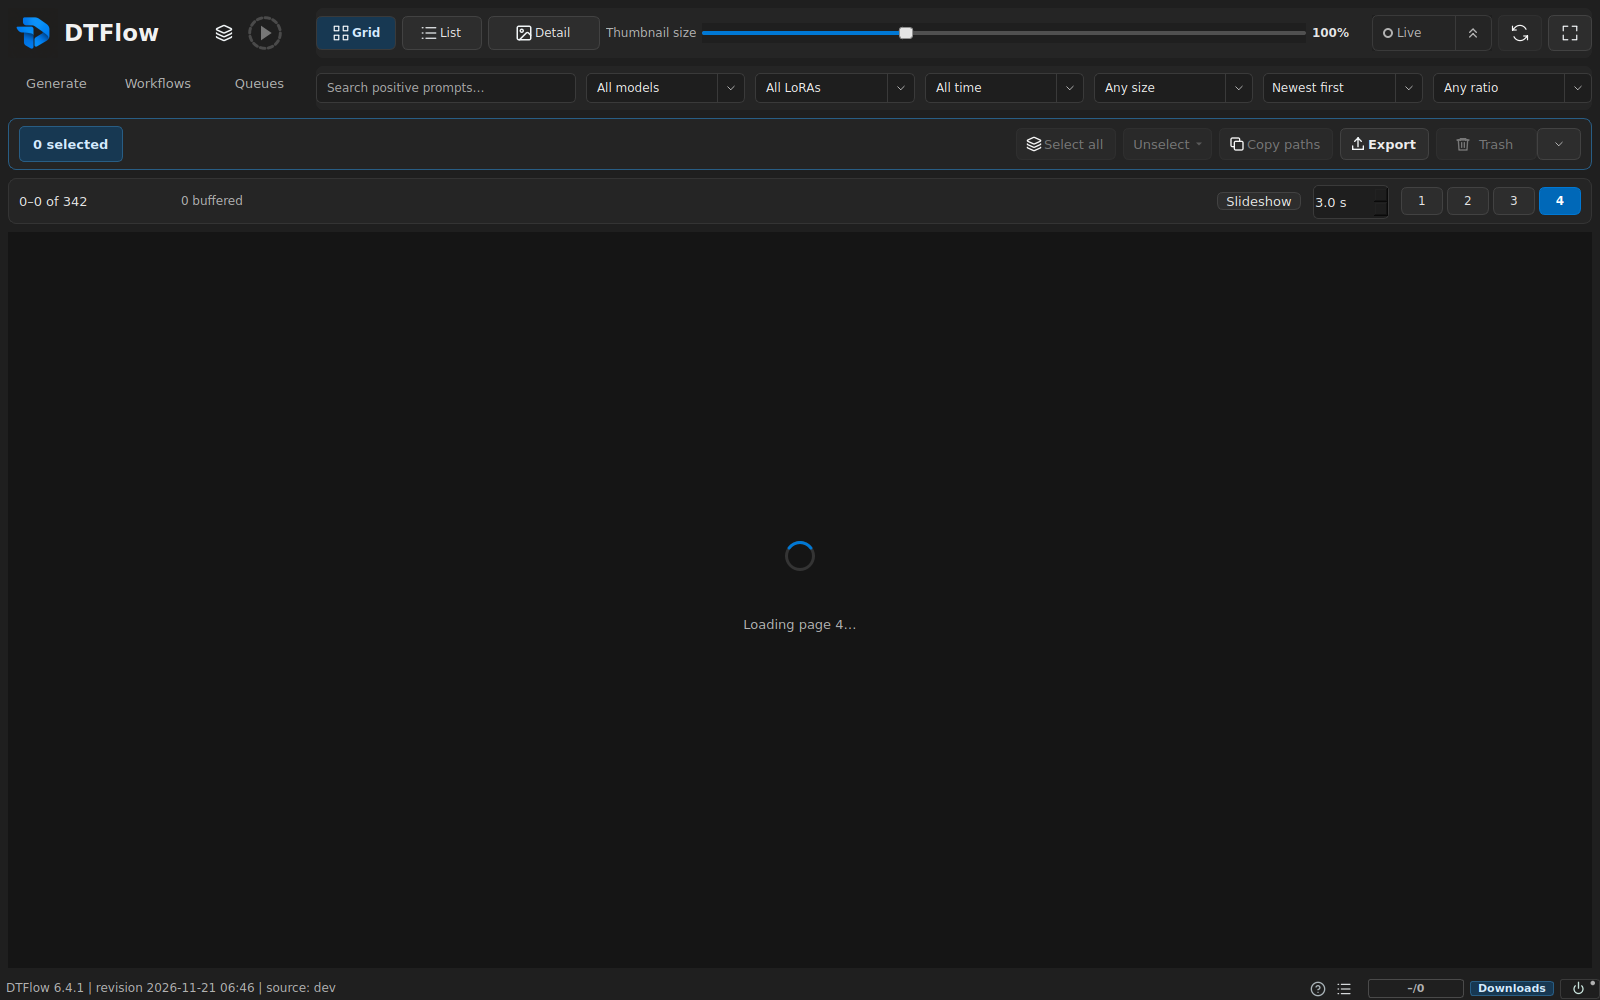 DTFlow
Grid
List
Detail
Thumbnail size
100%
Live
Generate
Workflows
Queues
Search positive prompts...
All models
All LoRAs
All time
Any size
Newest first
Any ratio
0 selected
Select all
Unselect
Copy paths
Export
Trash
0–0 of 342
0 buffered
Slideshow
3.0 s
1
2
3
4
Loading page 4...
DTFlow 6.4.1 | revision 2026-11-21 06:46 | source: dev
–/0
Downloads